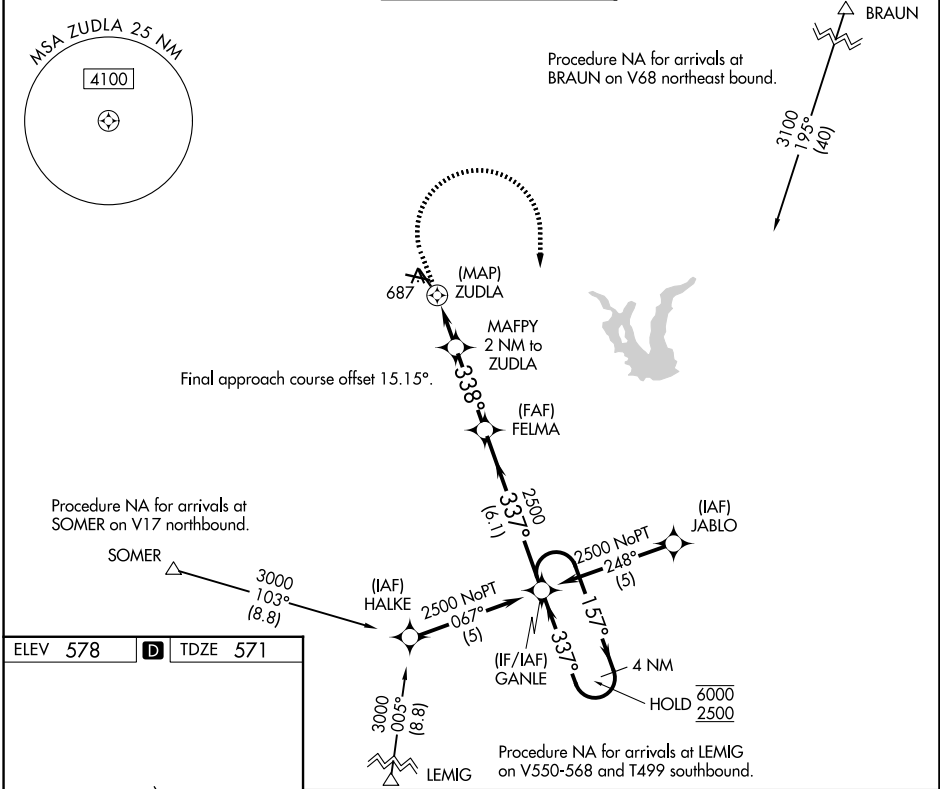 MSA ZUDLA 25 NM
4100
BRAUN
Procedure NA for arrivals at
BRAUN on V68 northeast bound.
3100
195°
(40)
(MAP)
ZUDLA
687
MAFPY
2 NM to
ZUDLA
Final approach course offset 15.15°.
338°
(FAF)
FELMA
2500
337°
(6.1)
Procedure NA for arrivals at
SOMER on V17 northbound.
SOMER
3000
103°
(8.8)
(IAF)
HALKE
2500 NoPT
067°
(5)
(IAF)
JABLO
2500 NoPT
248°
(5)
(IF/IAF)
GANLE
157°
337°
4 NM
HOLD
6000
2500
ELEV 578 D TDZE 571
3000
005°
(8.8)
LEMIG
Procedure NA for arrivals at LEMIG
on V550-568 and T499 southbound.